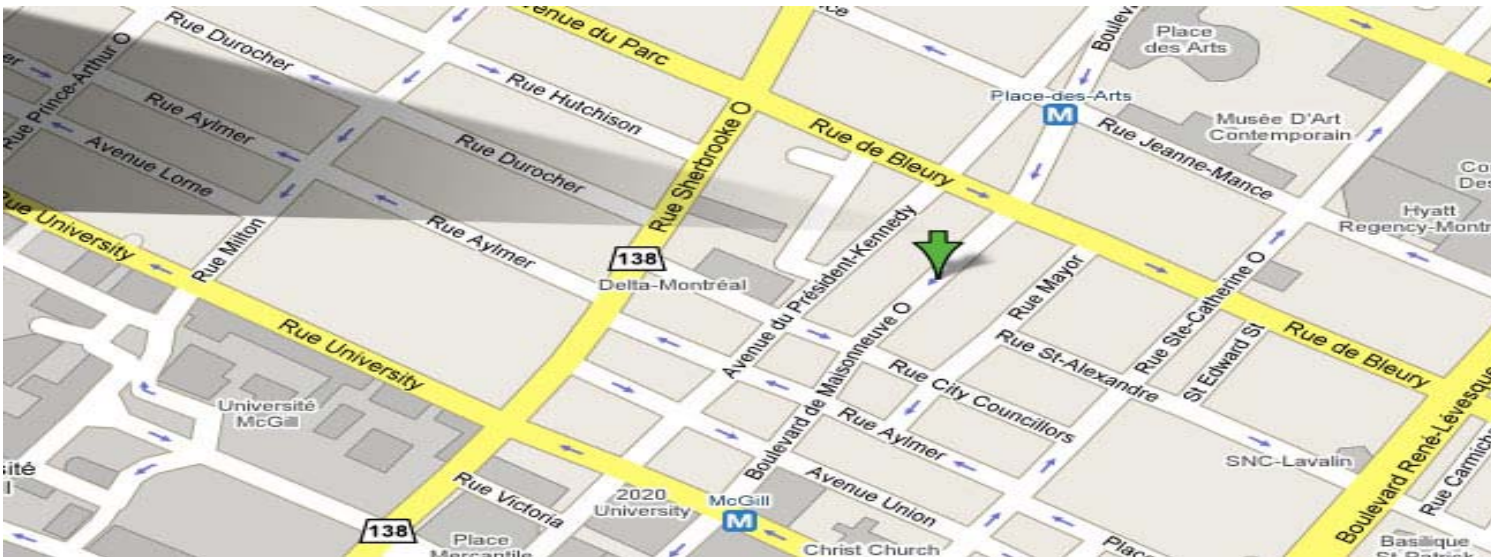 Rue Prince-Arthur O
Rue Durocher
Avenue du Parc
Place
des Arts
Rue Aylmer
Rue Hutchison
Place-des-Arts
M
Musée D'Art
Contemporain
Avenue Lorne
Rue Durocher
Rue Sherbrooke O
Rue de Bleury
Rue Jeanne-Mance
Rue University
Rue Milton
Rue Aylmer
138
Delta-Montréal
Avenue du Président-Kennedy
Hyatt
Rue Mayor
Rue Ste-Catherine O
Rue University
Boulevard de Maisonneuve O
Rue St-Alexandre
St Edward St
Rue de Bleury
Université
McGill
Rue City Councillors
Rue Aylmer
Boulevard René-Lévesque
SNC-Lavalin
Rue Victoria
2020
University
McGill
M
Avenue Union
138
Place
Mercantile
Christ Church
Place
Basilique